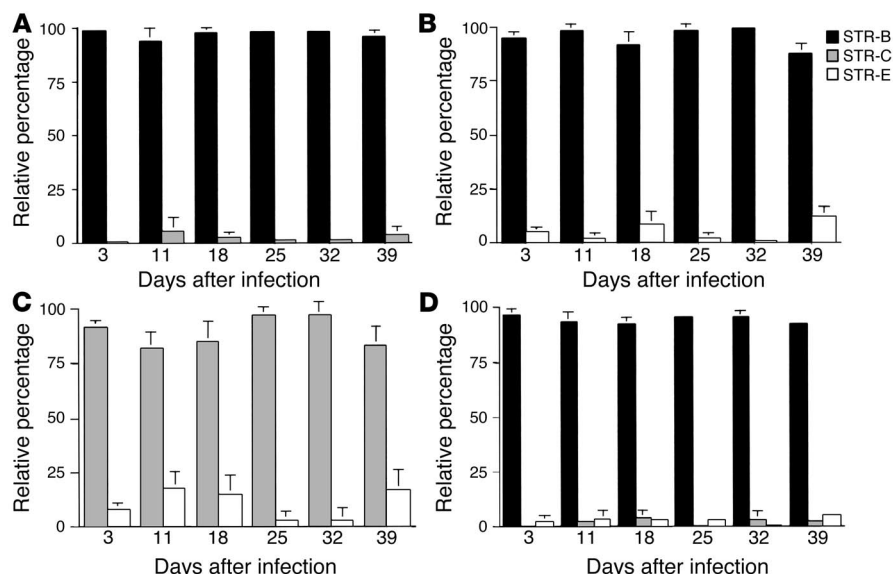 A
Relative percentage
100
75
50
25
0
3 11 18 25 32 39
Days after infection
B
Relative percentage
100
75
50
25
0
3 11 18 25 32 39
Days after infection
STR-B
STR-C
STR-E
C
Relative percentage
100
75
50
25
0
3 11 18 25 32 39
Days after infection
D
Relative percentage
100
75
50
25
0
3 11 18 25 32 39
Days after infection